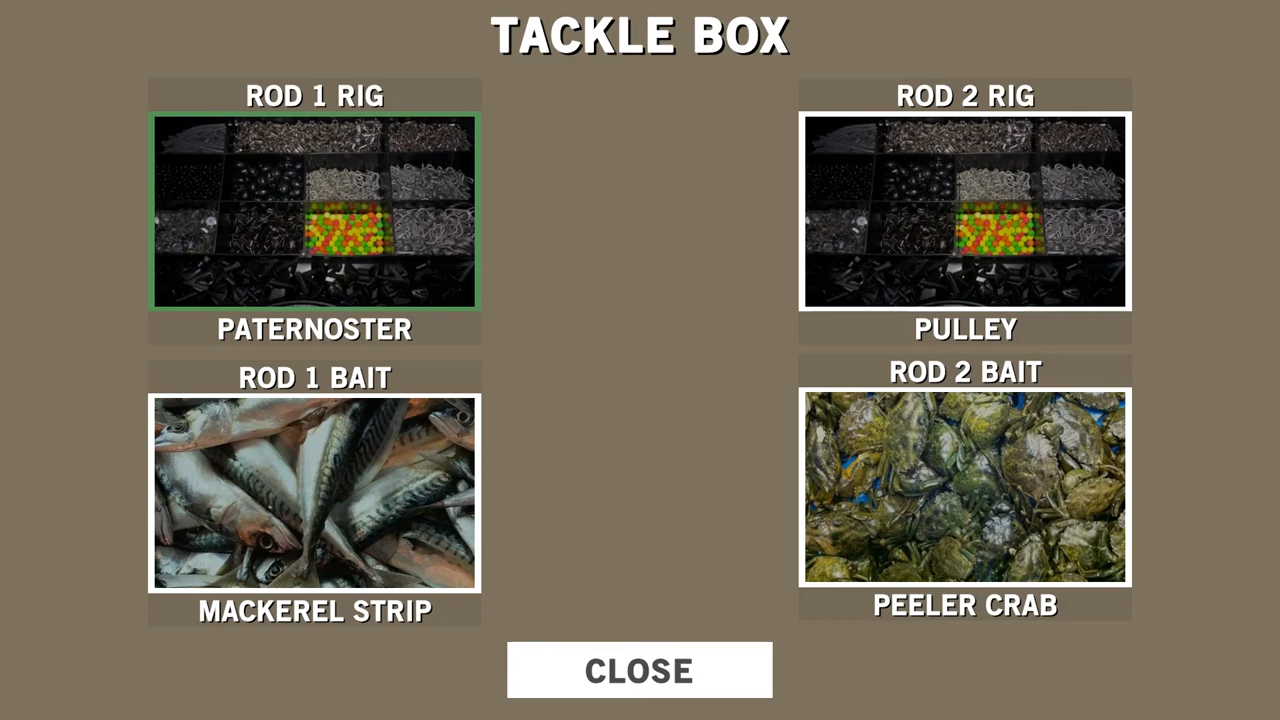 TACKLE BOX
ROD 1 RIG
PATERNOSTER
ROD 1 BAIT
MACKEREL STRIP
ROD 2 RIG
PULLEY
ROD 2 BAIT
PEELER CRAB
CLOSE